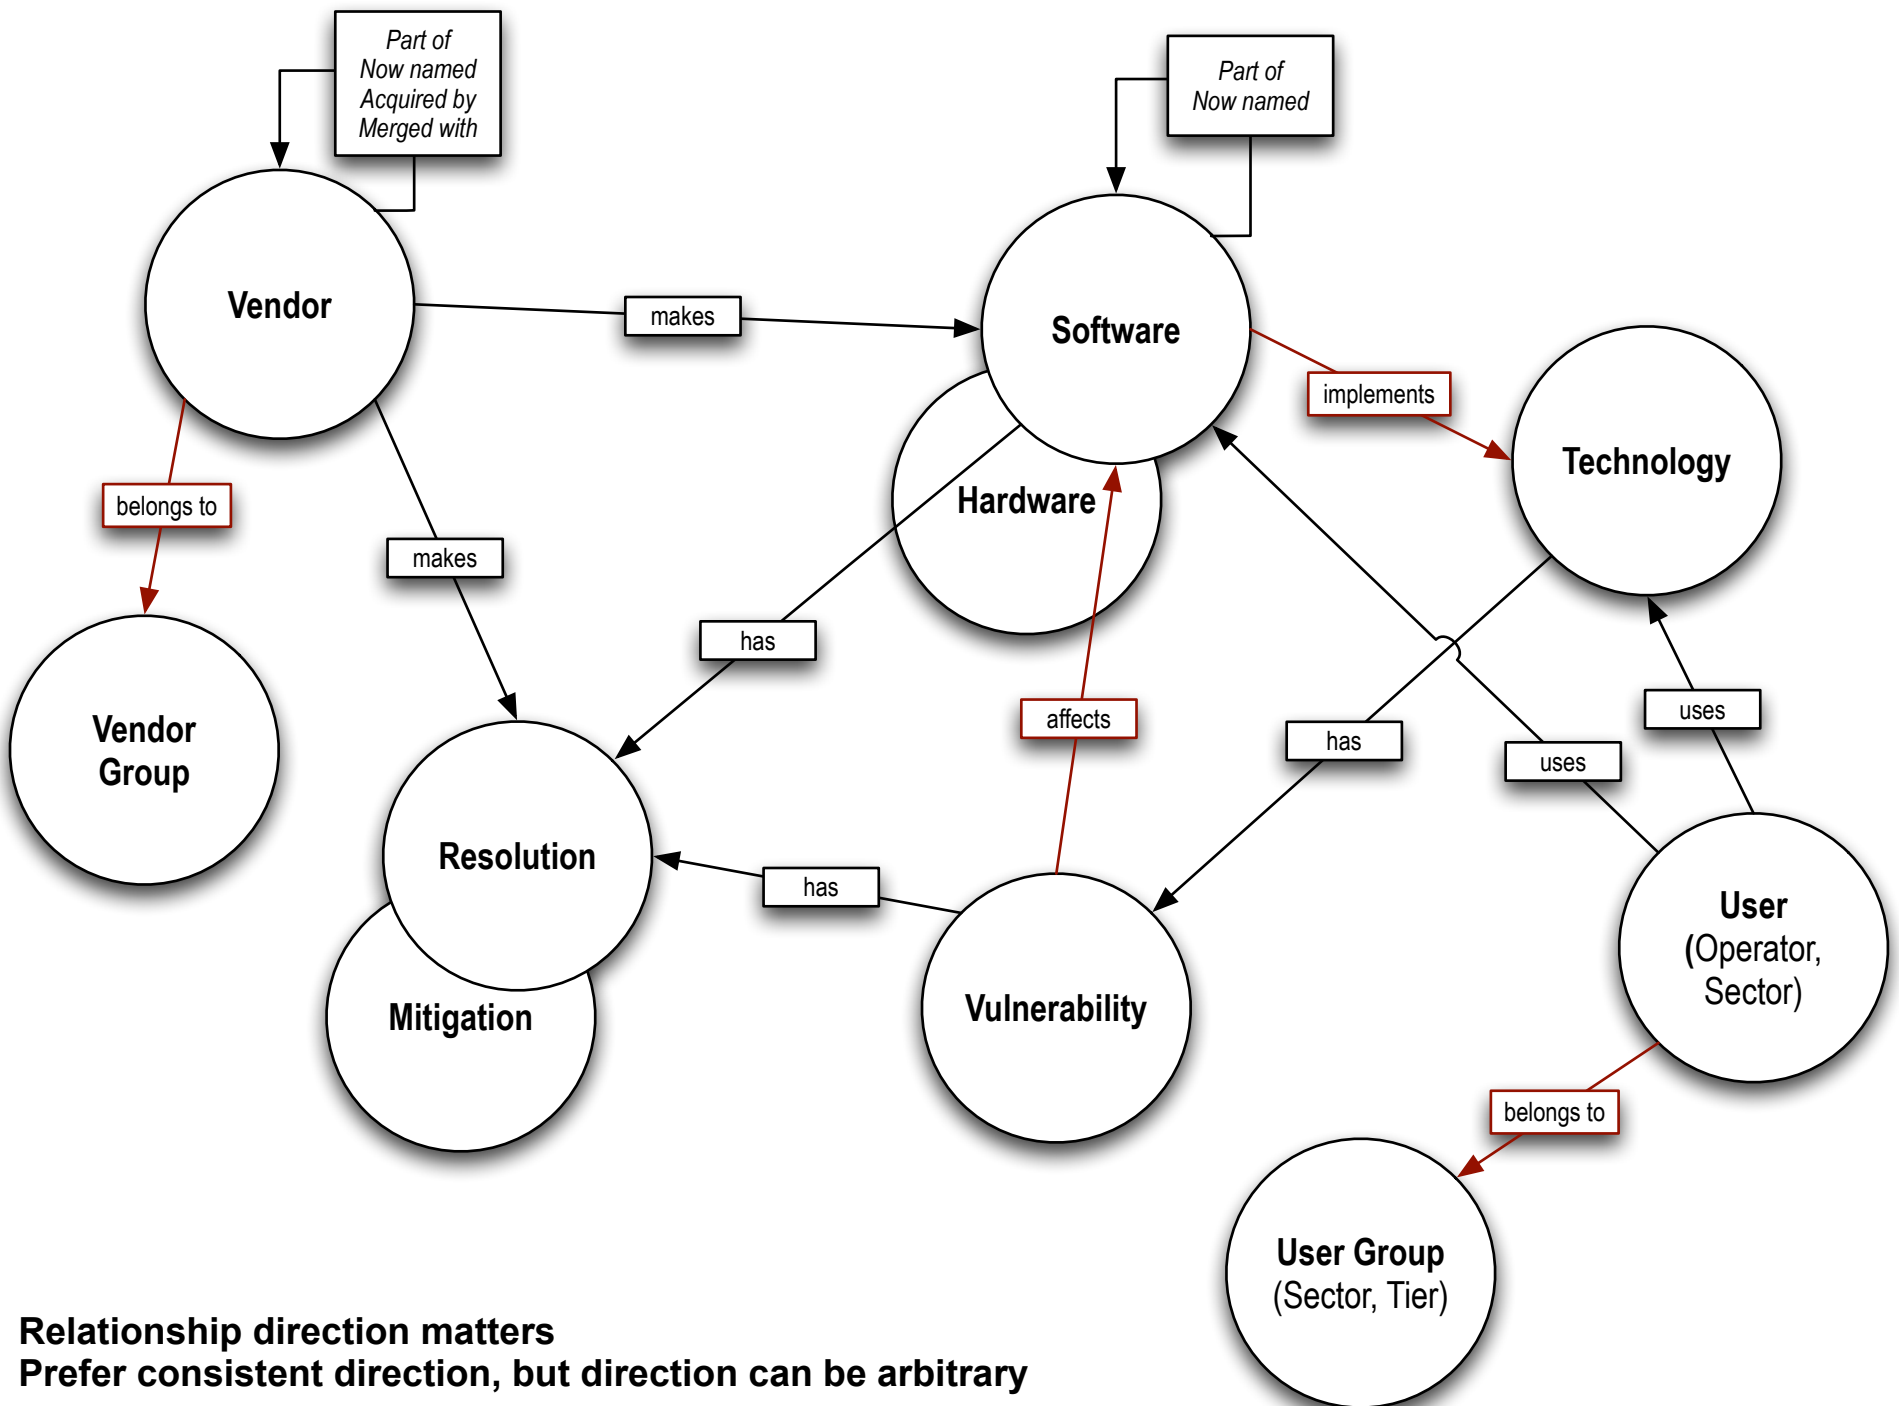 Part of
Now named
Acquired by
Merged with
Part of
Now named
Vendor
makes
Software
implements
Technology
Hardware
belongs to
makes
has
affects
has
uses
uses
Vendor
Group
Resolution
has
Mitigation
Vulnerability
User
(Operator,
Sector)
belongs to
User Group
(Sector, Tier)
Relationship direction matters
Prefer consistent direction, but direction can be arbitrary